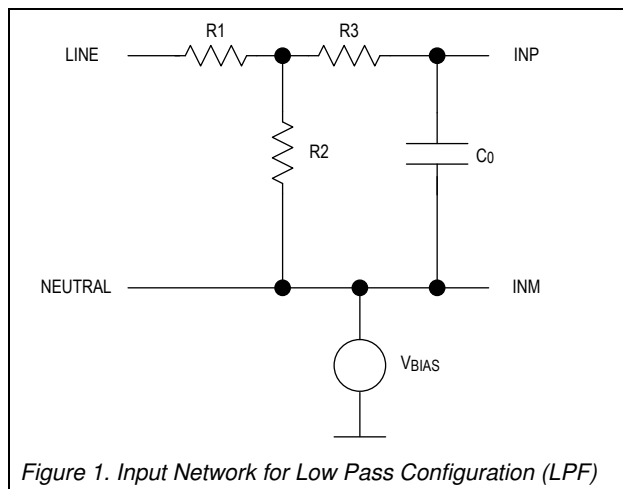 R1
R3
LINE
INP
R2
C0
NEUTRAL
INM
VBIAS
Figure 1. Input Network for Low Pass Configuration (LPF)